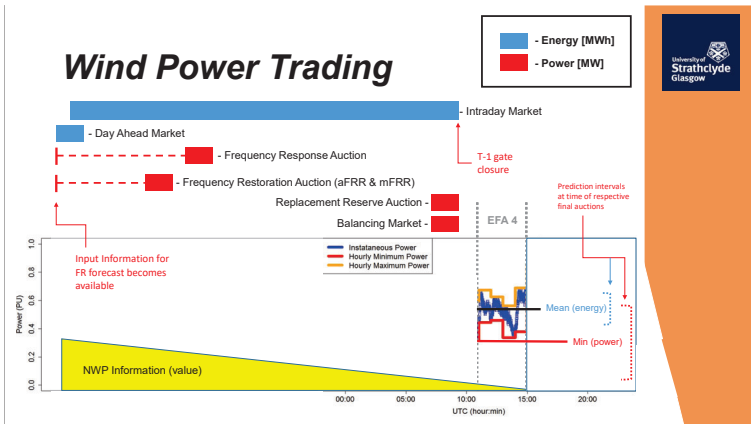 Wind Power Trading
- Energy [MWh]
- Power [MW]
University of
Strathclyde
Glasgow
- Intraday Market
- Day Ahead Market
- Frequency Response Auction
T-1 gate
closure
- Frequency Restoration Auction (aFRR & mFRR)
Replacement Reserve Auction -
Balancing Market -
EFA 4
Prediction intervals
at time of respective
final auctions
Input Information for
FR forecast becomes
available
Instataneous Power
Hourly Minimum Power
Hourly Maximum Power
Power (PU)
1.0
0.8
0.6
0.4
0.2
0.0
Mean (energy)
Min (power)
NWP Information (value)
00:00
05:00
10:00
15:00
20:00
UTC (hour:min)